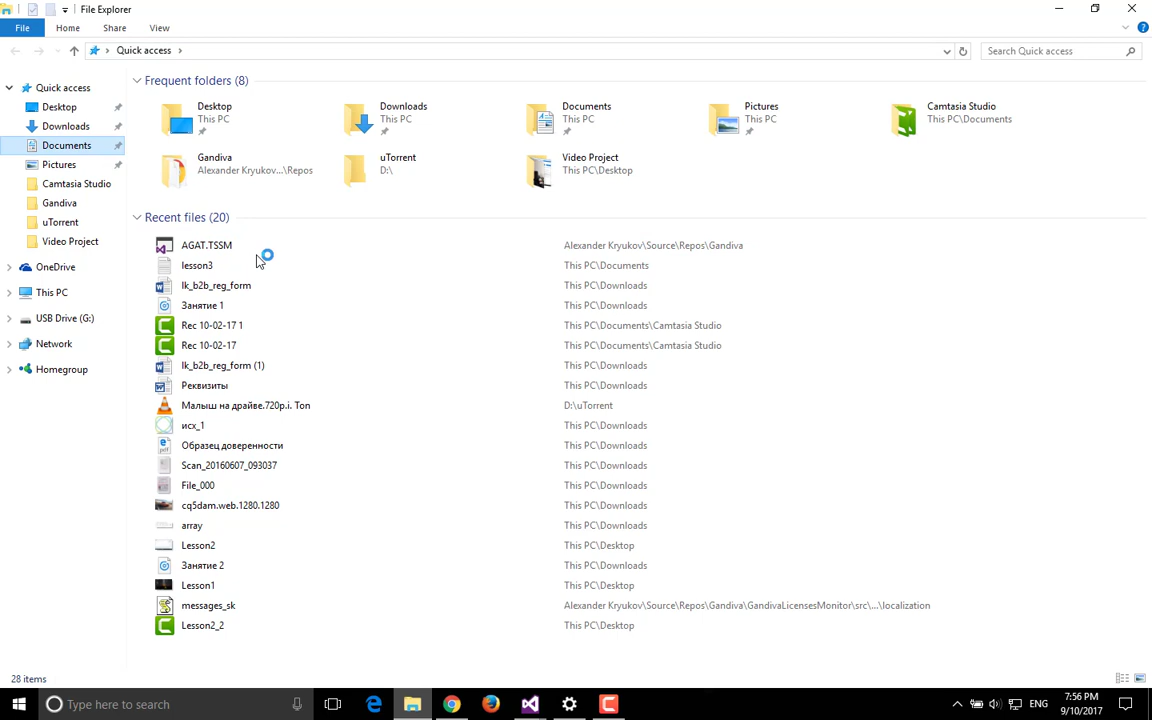 File Explorer
File Home Share View
Quick access
Search Quick access
Quick access
Desktop
Downloads
Documents
Pictures
Camtasia Studio
Gandiva
uTorrent
Video Project
OneDrive
This PC
USB Drive (G:)
Network
Homegroup
Frequent folders (8)
Desktop
This PC
Downloads
This PC
Documents
This PC
Pictures
This PC
Camtasia Studio
This PC\Documents
Gandiva
Alexander Kryukov...\Repos
uTorrent
D:\
Video Project
This PC\Desktop
Recent files (20)
AGAT.TSSM Alexander Kryukov\Source\Repos\Gandiva
lesson3 This PC\Documents
lk_b2b_reg_form This PC\Downloads
Занятие 1 This PC\Downloads
Rec 10-02-17 1 This PC\Documents\Camtasia Studio
Rec 10-02-17 This PC\Documents\Camtasia Studio
lk_b2b_reg_form (1) This PC\Downloads
Реквизиты This PC\Downloads
Малыш на драйве.720p.i. Топ D:\uTorrent
исх_1 This PC\Downloads
Образец доверенности This PC\Downloads
Scan_20160607_093037 This PC\Downloads
File_000 This PC\Downloads
cq5dam.web.1280.1280 This PC\Downloads
array This PC\Downloads
Lesson2 This PC\Desktop
Занятие 2 This PC\Downloads
Lesson1 This PC\Desktop
messages_sk Alexander Kryukov\Source\Repos\Gandiva\GandivaLicensesMonitor\src\...\localization
Lesson2_2 This PC\Desktop
28 items
Type here to search
ENG
7:56 PM
9/10/2017